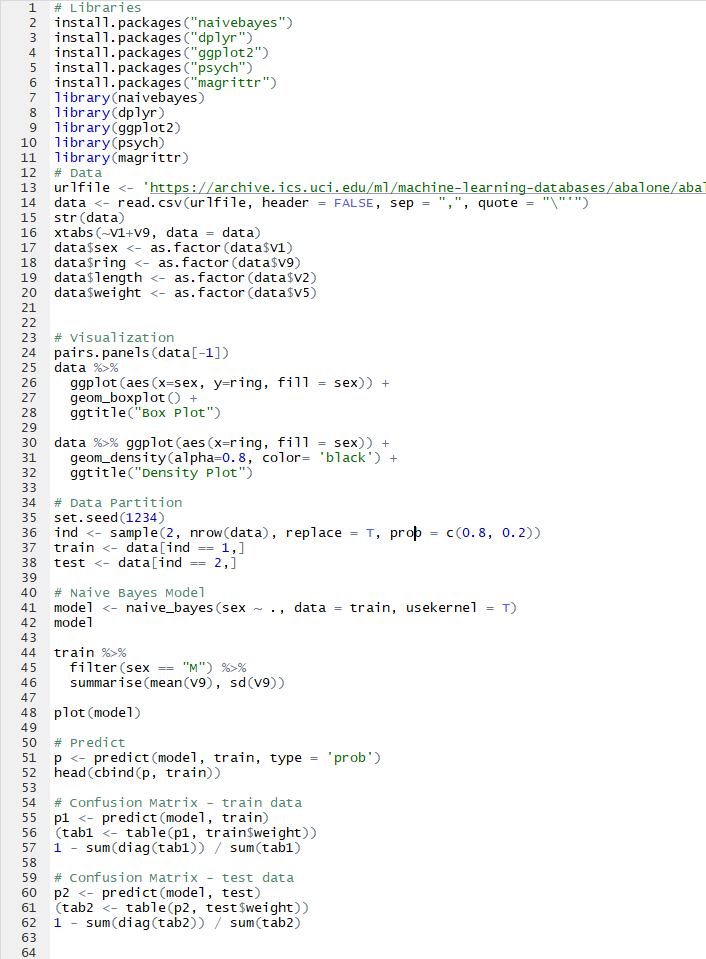 1 # Libraries
2 install.packages("naivebayes")
3 install.packages("dplyr")
4 install.packages("ggplot2")
5 install.packages("psych")
6 install.packages("magrittr")
7 library(naivebayes)
8 library(dplyr)
9 library(ggplot2)
10 library(psych)
11 library(magrittr)
12 # Data
13 urlfile <- 'https://archive.ics.uci.edu/ml/machine-learning-databases/abalone/abal
14 data <- read.csv(urlfile, header = FALSE, sep = ",", quote = "\"'")
15 str(data)
16 xtabs(~V1+V9, data = data)
17 data$sex <- as.factor(data$V1)
18 data$ring <- as.factor(data$V9)
19 data$length <- as.factor(data$V2)
20 data$weight <- as.factor(data$V5)
21
22
23 # Visualization
24 pairs.panels(data[-1])
25 data %>%
26   ggplot(aes(x=sex, y=ring, fill = sex)) +
27   geom_boxplot() +
28   ggtitle("Box Plot")
29
30 data %>% ggplot(aes(x=ring, fill = sex)) +
31   geom_density(alpha=0.8, color= 'black') +
32   ggtitle("Density Plot")
33
34 # Data Partition
35 set.seed(1234)
36 ind <- sample(2, nrow(data), replace = T, prob = c(0.8, 0.2))
37 train <- data[ind == 1,]
38 test <- data[ind == 2,]
39
40 # Naive Bayes Model
41 model <- naive_bayes(sex ~ ., data = train, usekernel = T)
42 model
43
44 train %>%
45   filter(sex == "M") %>%
46   summarise(mean(V9), sd(V9))
47
48 plot(model)
49
50 # Predict
51 p <- predict(model, train, type = 'prob')
52 head(cbind(p, train))
53
54 # Confusion Matrix - train data
55 p1 <- predict(model, train)
56 (tab1 <- table(p1, train$weight))
57 1 - sum(diag(tab1)) / sum(tab1)
58
59 # Confusion Matrix - test data
60 p2 <- predict(model, test)
61 (tab2 <- table(p2, test$weight))
62 1 - sum(diag(tab2)) / sum(tab2)
63
64